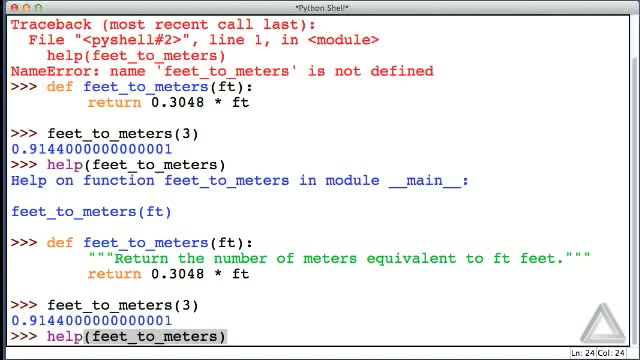 *Python Shell*
Traceback (most recent call last):
  File "<pyshell#2>", line 1, in <module>
    help(feet_to_meters)
NameError: name 'feet_to_meters' is not defined
>>> def feet_to_meters(ft):
        return 0.3048 * ft

>>> feet_to_meters(3)
0.9144000000000001
>>> help(feet_to_meters)
Help on function feet_to_meters in module __main__:

feet_to_meters(ft)

>>> def feet_to_meters(ft):
        """Return the number of meters equivalent to ft feet."""
        return 0.3048 * ft

>>> feet_to_meters(3)
0.9144000000000001
>>> help(feet_to_meters)
Ln: 24 Col: 24